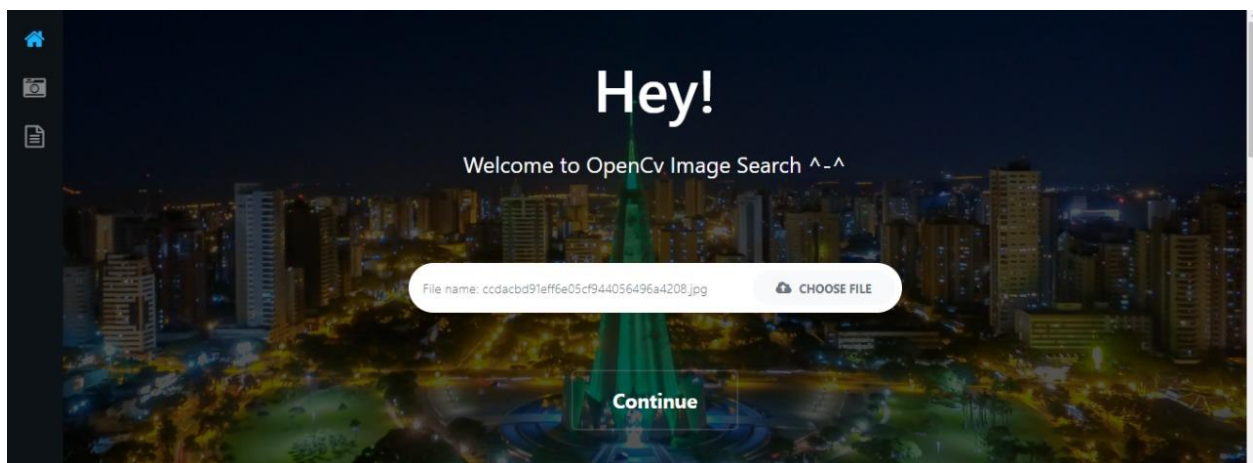 Hey!
Welcome to OpenCv Image Search ^-^
File name: ccdacbd91eff6e05cf944056496a4208.jpg
CHOOSE FILE
Continue